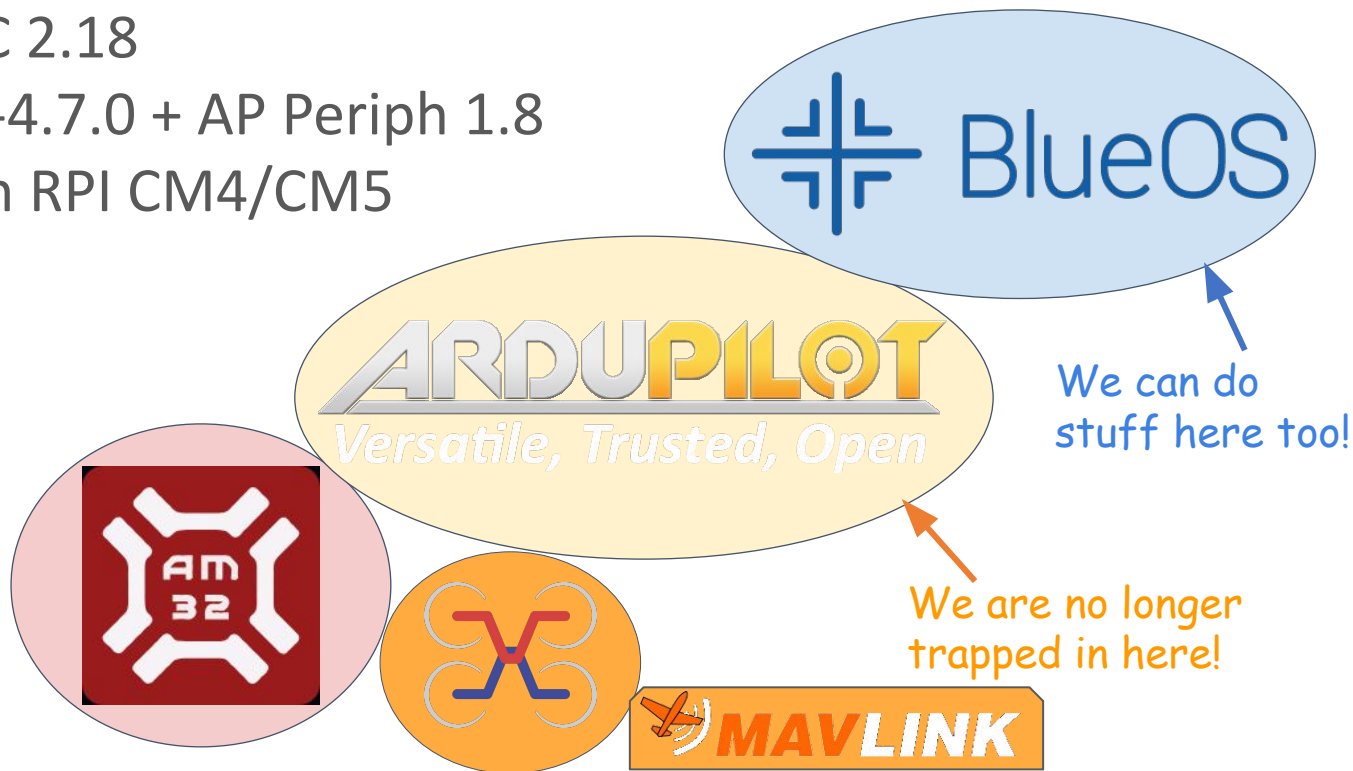 C 2.18
-4.7.0 + AP Periph 1.8
n RPI CM4/CM5
BlueOS
ARDUPILOT
Versatile, Trusted, Open
We can do
stuff here too!
AM
32
We are no longer
trapped in here!
MAVLINK